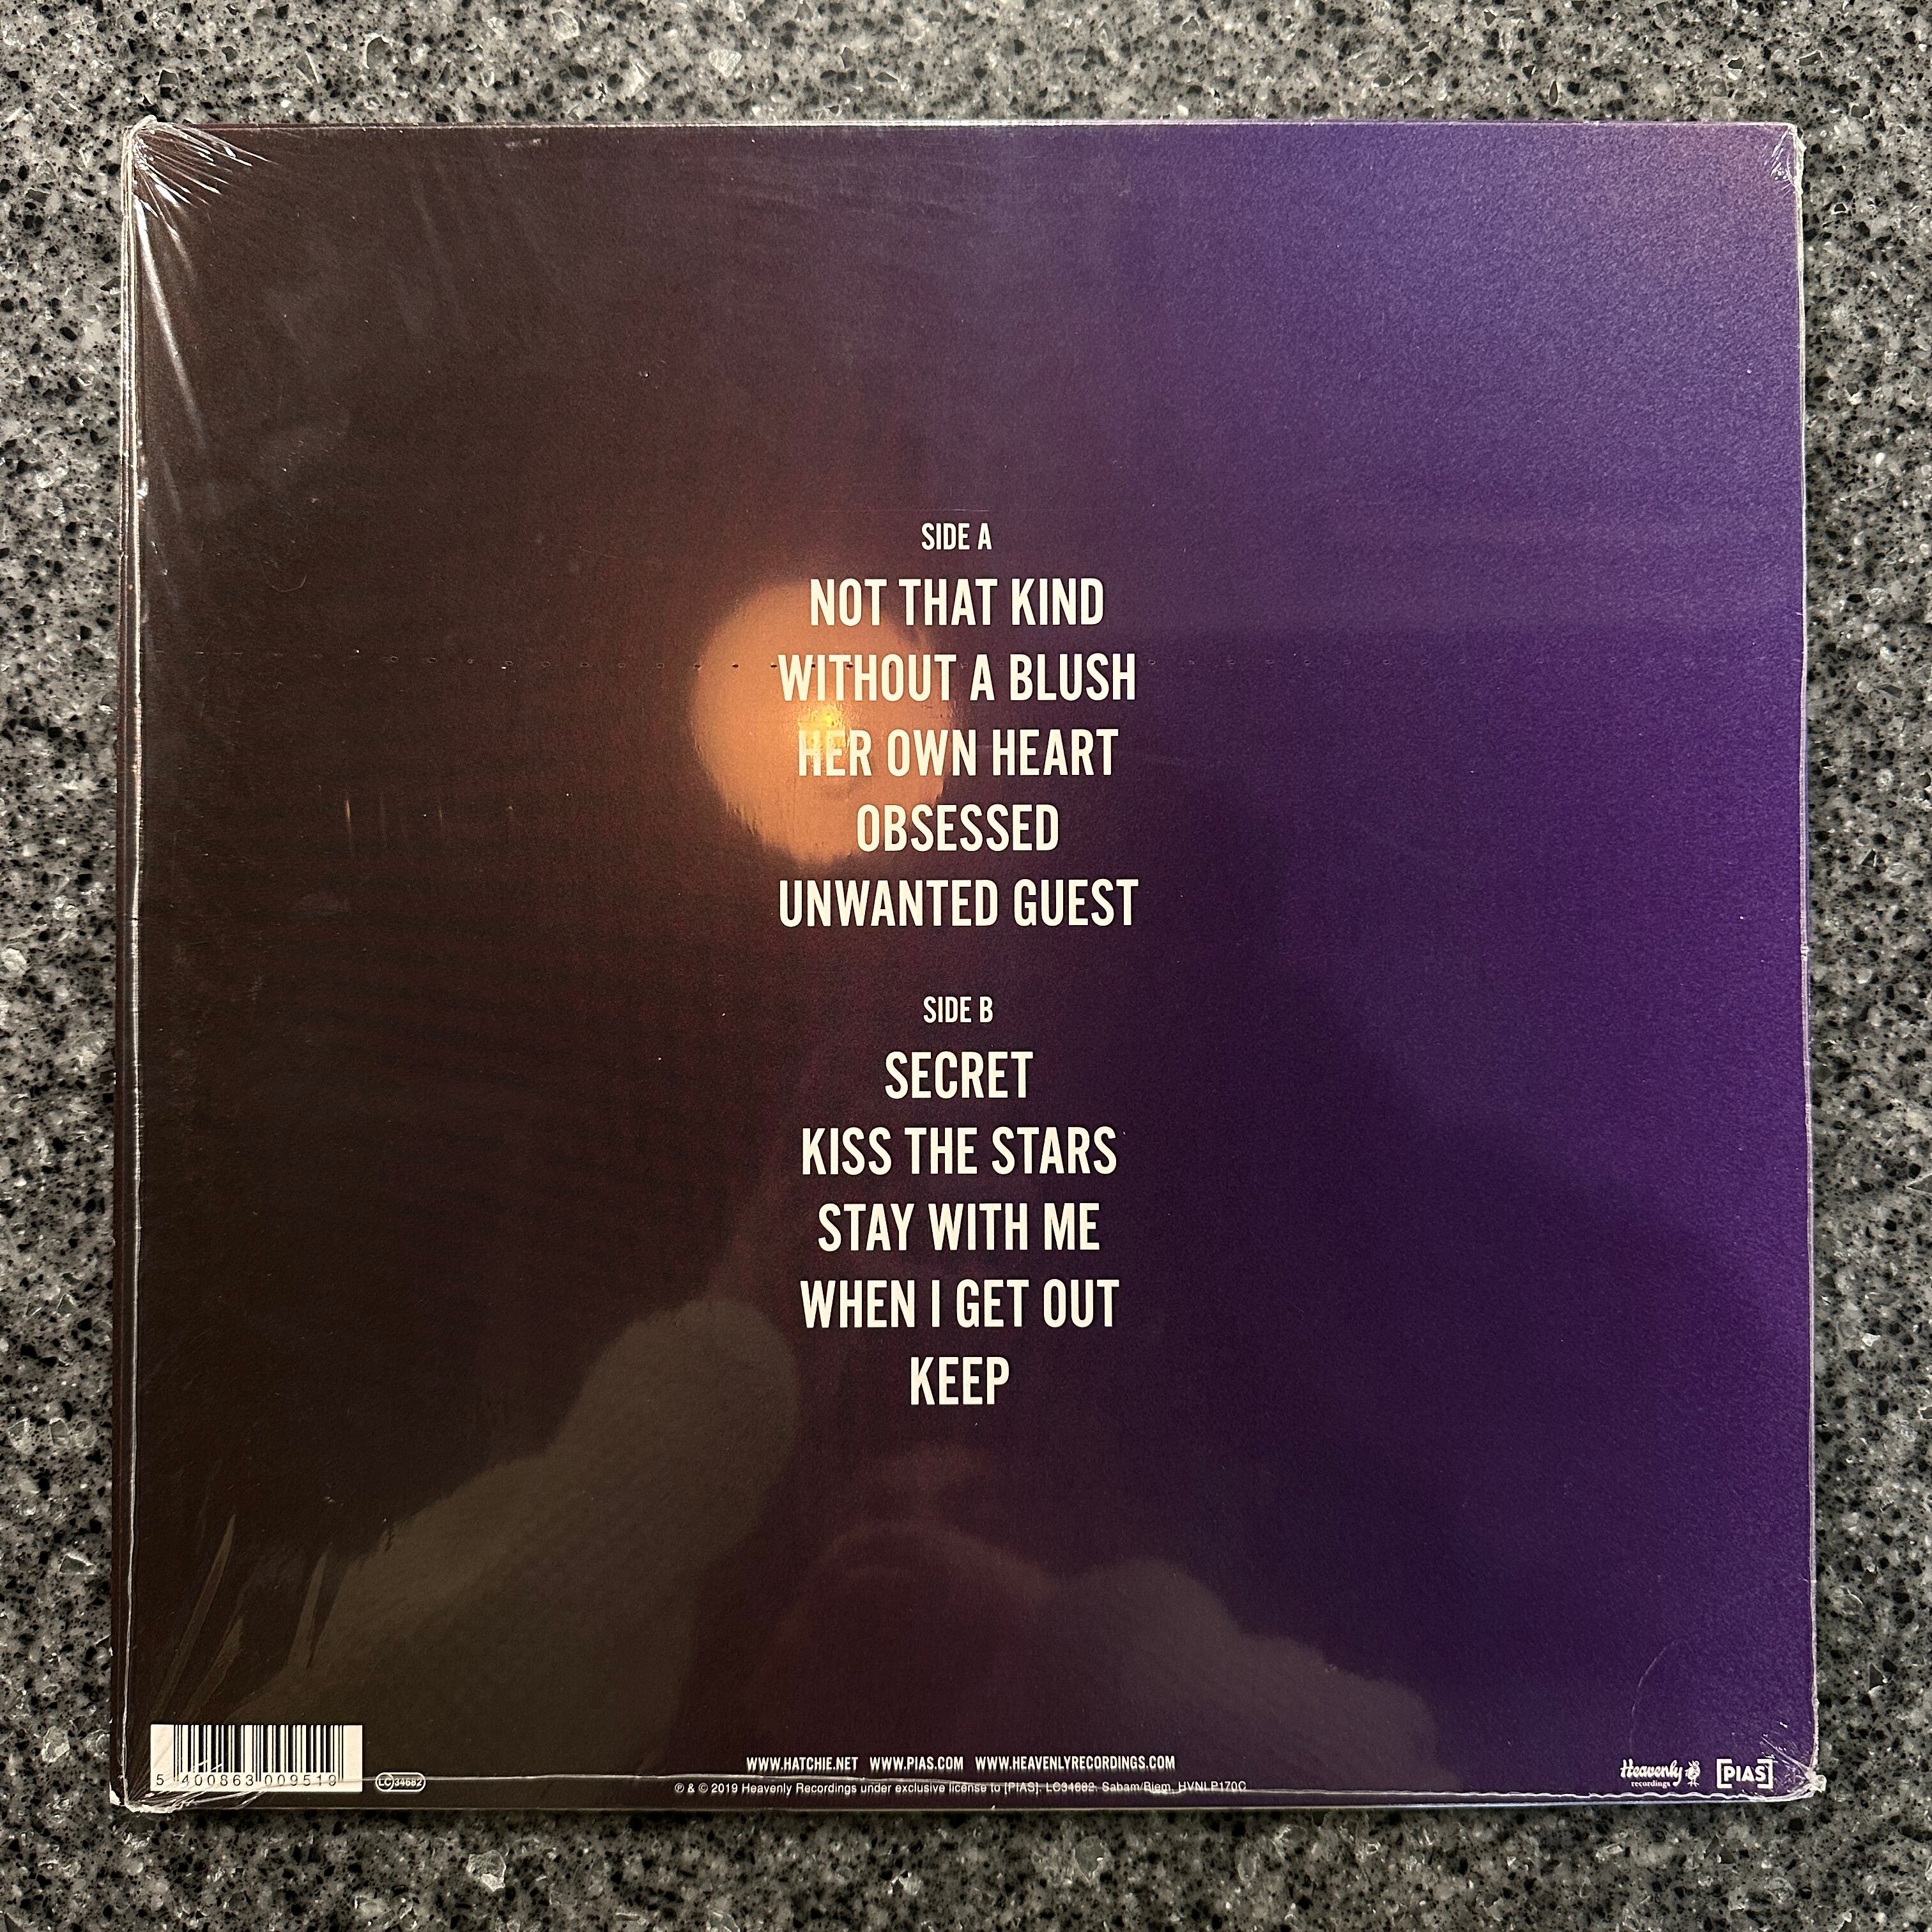 SIDE A
NOT THAT KIND
WITHOUT A BLUSH
HER OWN HEART
OBSESSED
UNWANTED GUEST
SIDE B
SECRET
KISS THE STARS
STAY WITH ME
WHEN I GET OUT
KEEP
5 400863 009519
LC 34682
WWW.HATCHIE.NET WWW.PIAS.COM WWW.HEAVENLYRECORDINGS.COM
℗ & © 2019 Heavenly Recordings under exclusive license to [PIAS]. LC34682. Sabam/Biem. HVNLP170C
Heavenly
recordings
[PIAS]